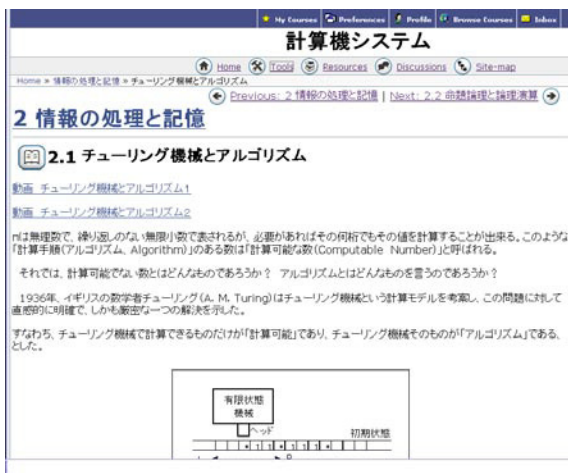 My Courses Preferences Profile Browse Courses Inbox
計算機システム
Home Tools Resources Discussions Site-map
Home » 情報の処理と記憶 » チューリング機械とアルゴリズム
Previous: 2 情報の処理と記憶 | Next: 2.2 命題論理と論理演算
2 情報の処理と記憶
2.1 チューリング機械とアルゴリズム
動画 チューリング機械とアルゴリズム1
動画 チューリング機械とアルゴリズム2
πは無理数で、繰り返しのない無限小数で表されるが、必要があればその何桁でもその値を計算することが出来る。このような
「計算手順(アルゴリズム、Algorithm)」のある数は「計算可能な数(Computable Number)」と呼ばれる。
それでは、計算可能でない数とはどんなものであろうか？ アルゴリズムとはどんなものを言うのであろうか？
1936年、イギリスの数学者チューリング(A. M. Turing)はチューリング機械という計算モデルを考案し、この問題に対して
直感的に明確で、しかも厳密な一つの解決を示した。
すなわち、チューリング機械で計算できるものだけが「計算可能」であり、チューリング機械そのものが「アルゴリズム」である、
とした。
有限状態
機械
ヘッド
初期状態